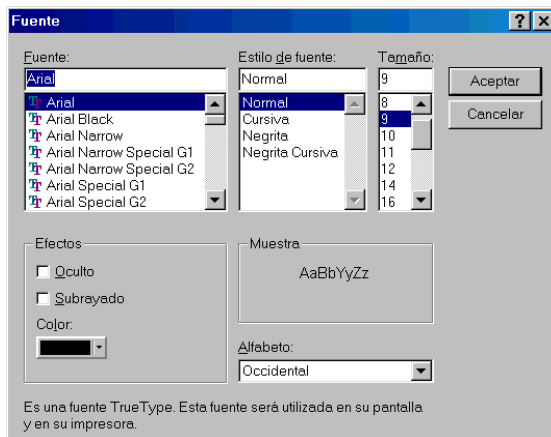 Fuente
Fuente:
Arial
Arial
Arial Black
Arial Narrow
Arial Narrow Special G1
Arial Narrow Special G2
Arial Special G1
Arial Special G2
Estilo de fuente:
Normal
Normal
Cursiva
Negrita
Negrita Cursiva
Tamaño:
9
8
9
10
11
12
14
16
Aceptar
Cancelar
Efectos
Oculto
Subrayado
Color:
Muestra
AaBbYyZz
Alfabeto:
Occidental
Es una fuente TrueType. Esta fuente será utilizada en su pantalla
y en su impresora.